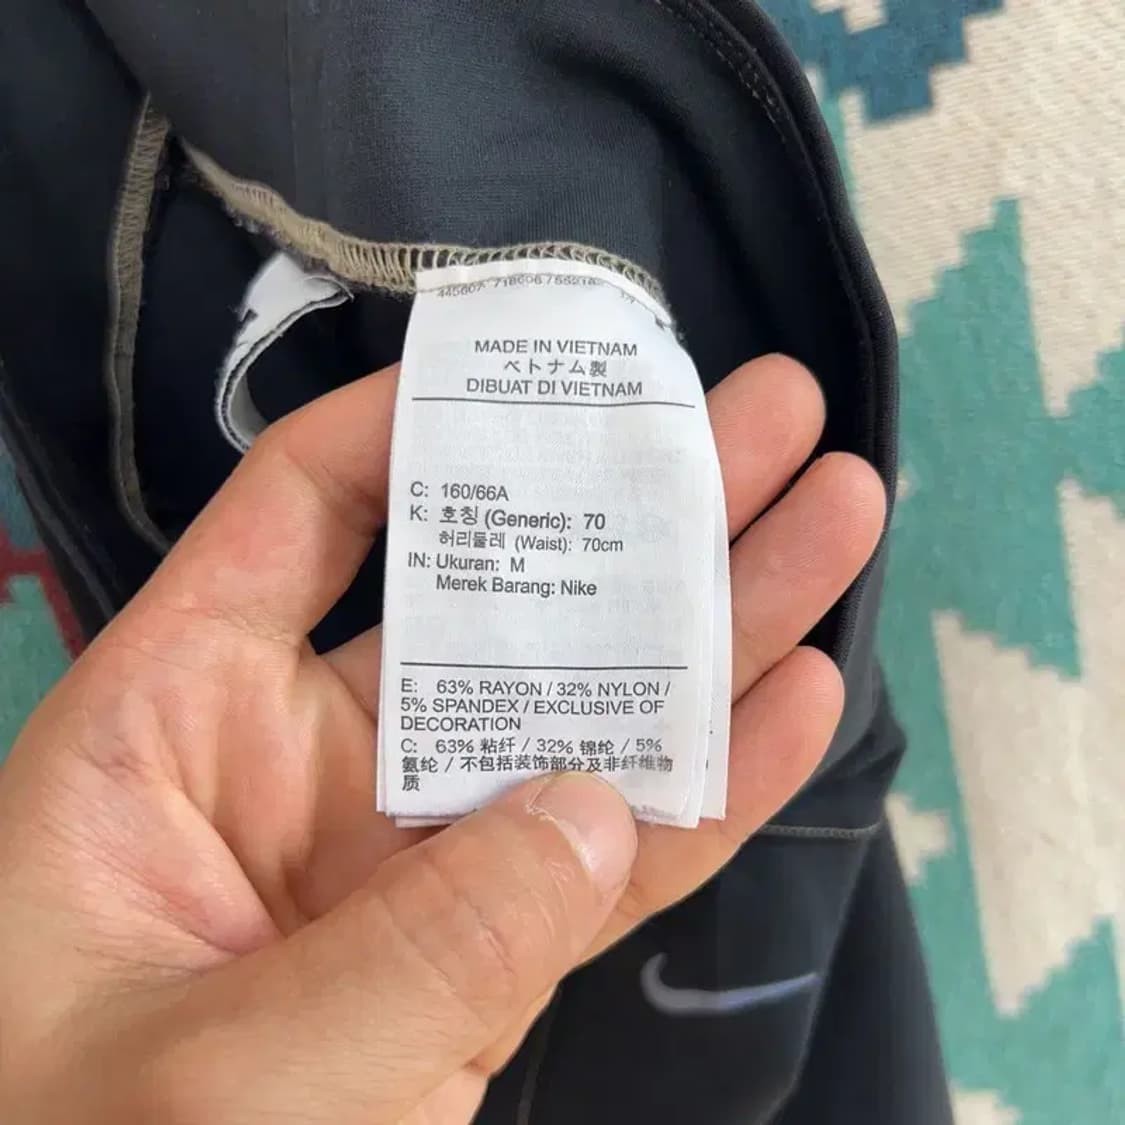 MADE IN VIETNAM
ベトナム製
DIBUAT DI VIETNAM
C: 160/66A
K: 호칭 (Generic): 70
허리둘레 (Waist): 70cm
IN: Ukuran: M
Merek Barang: Nike
E: 63% RAYON / 32% NYLON /
5% SPANDEX / EXCLUSIVE OF
DECORATION
C: 63% 粘纤 / 32% 锦纶 / 5%
氨纶 / 不包括装饰部分及非纤维物
质